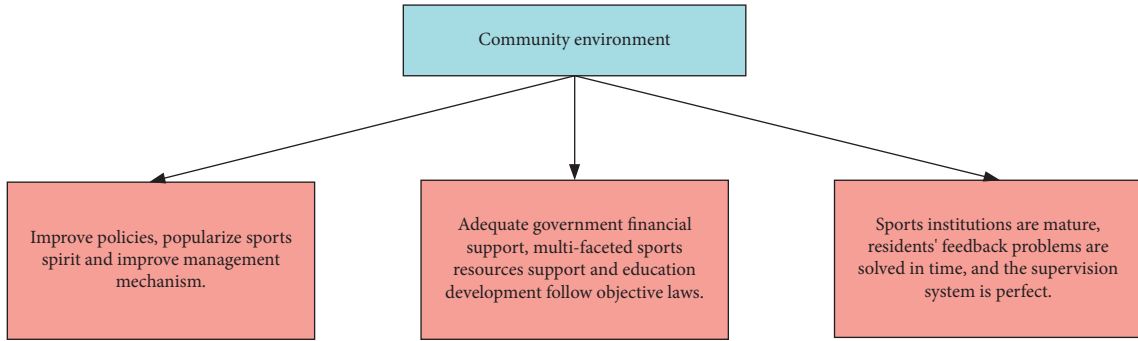 Community environment
Improve policies, popularize sports
spirit and improve management
mechanism.
Adequate government financial
support, multi-faceted sports
resources support and education
development follow objective laws.
Sports institutions are mature,
residents' feedback problems are
solved in time, and the supervision
system is perfect.